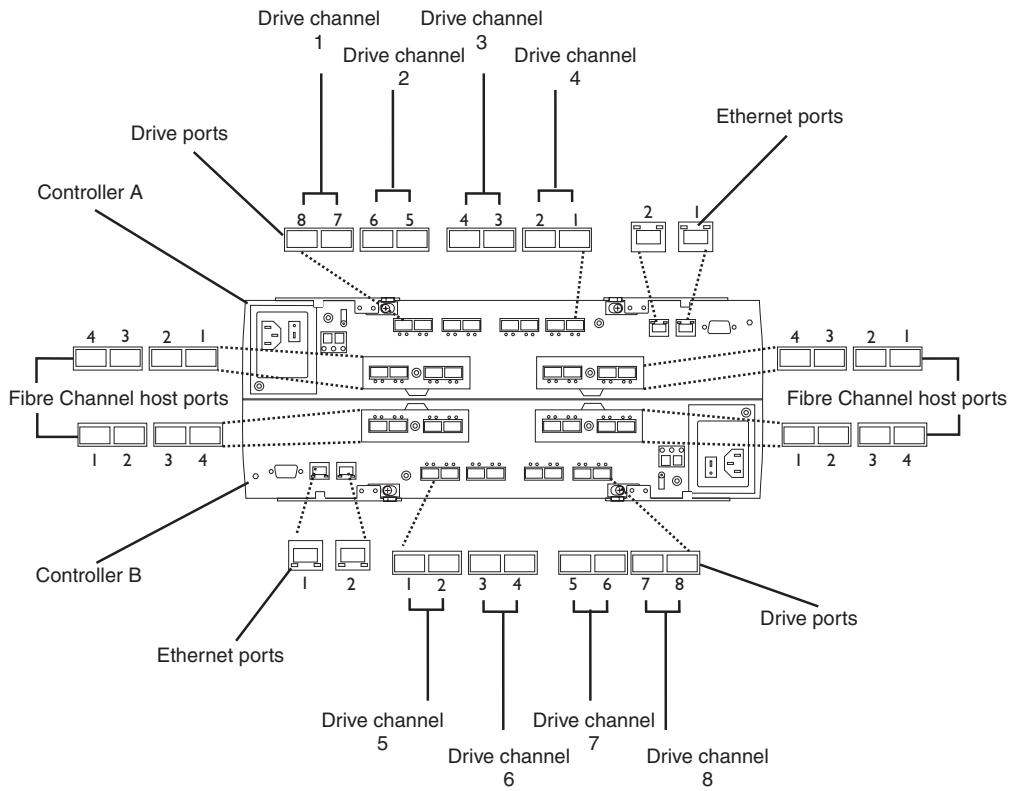 Drive channel
1
Drive channel
3
Drive channel
2
Drive channel
4
Ethernet ports
Drive ports
Controller A
8 7 6 5 4 3 2 1
2 1
4 3 2 1
4 3 2 1
Fibre Channel host ports
Fibre Channel host ports
1 2 3 4
1 2 3 4
Controller B
1 2
1 2 3 4 5 6 7 8
Drive ports
Ethernet ports
Drive channel
5
Drive channel
7
Drive channel
6
Drive channel
8